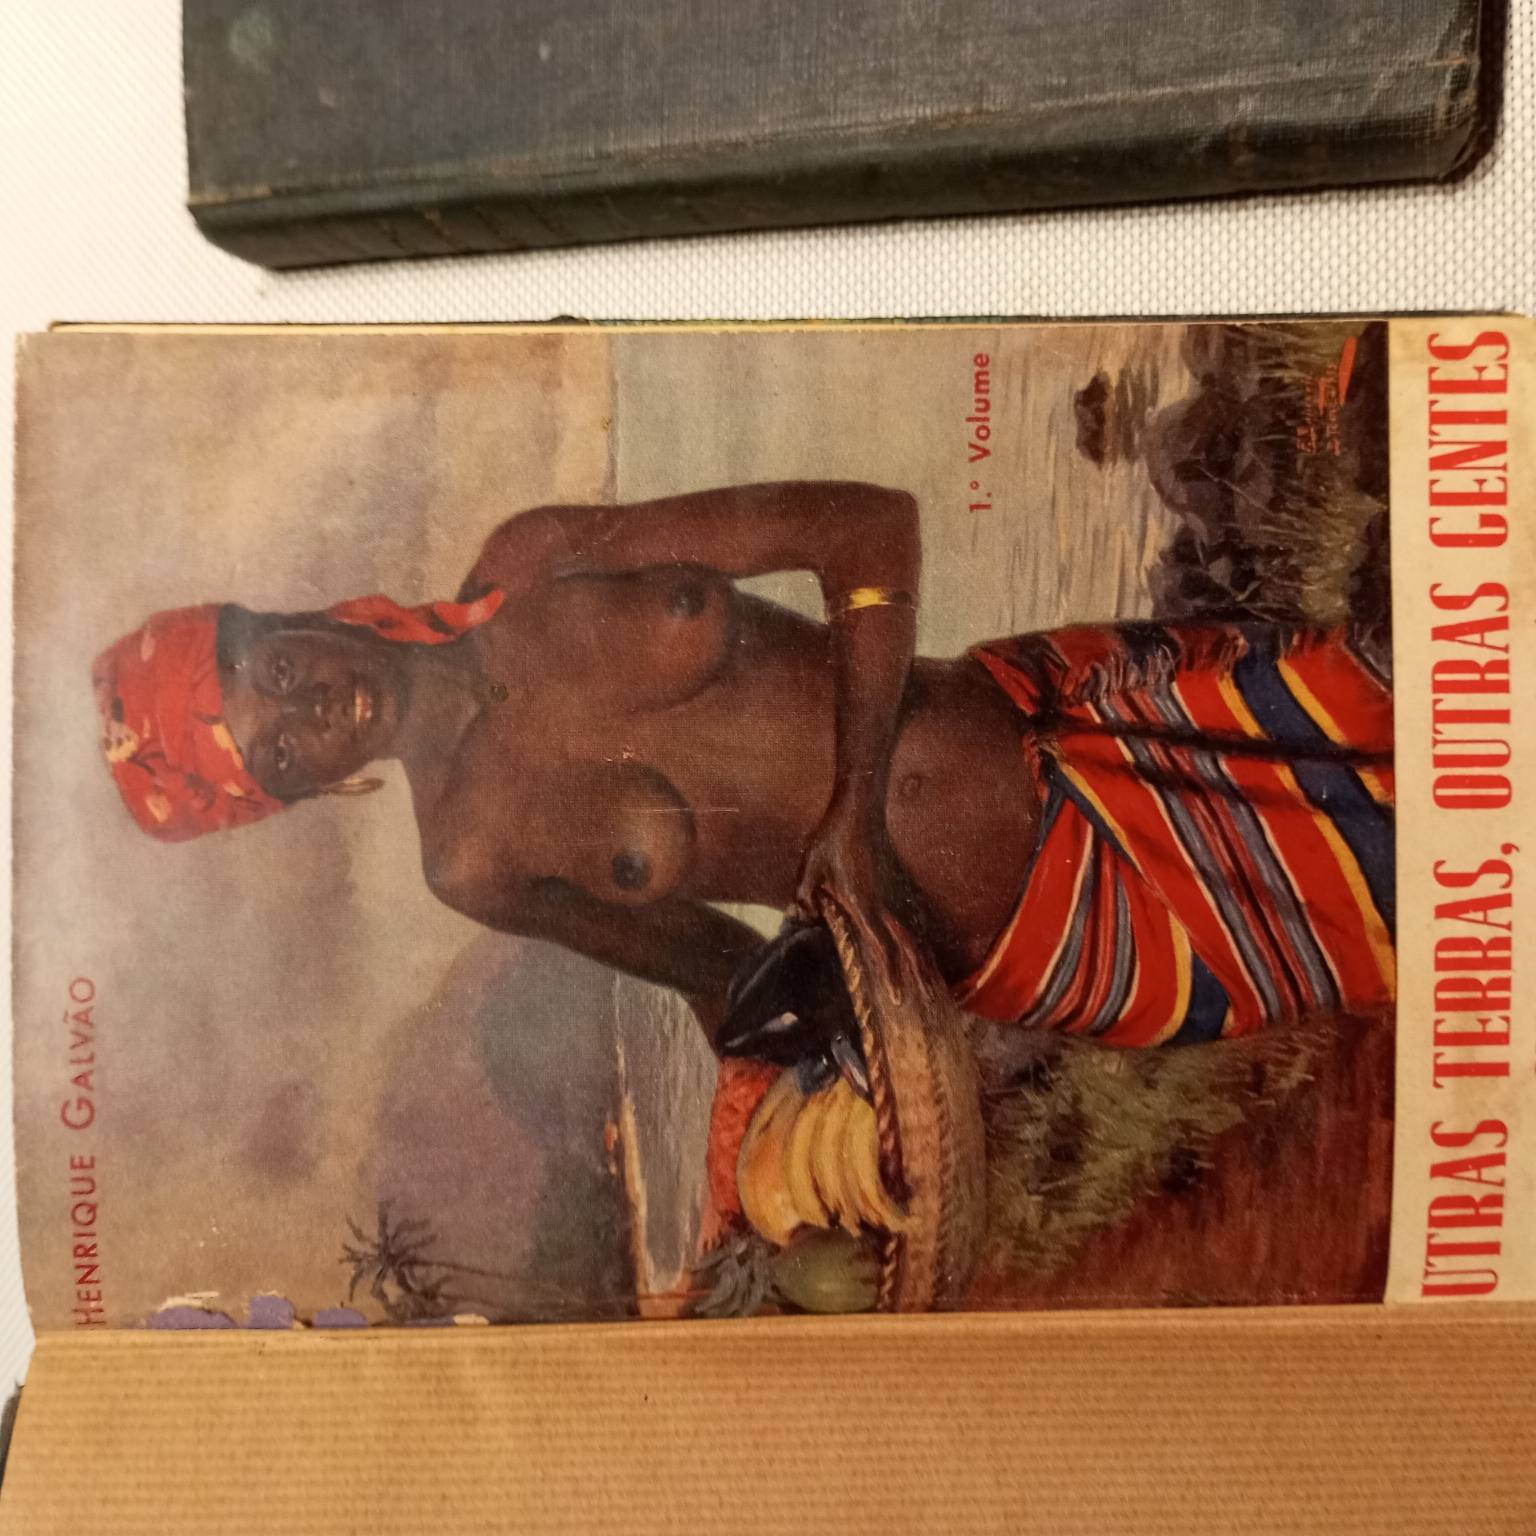 HENRIQUE GALVÃO
1.º Volume
UTRAS TERRAS, OUTRAS GENTES